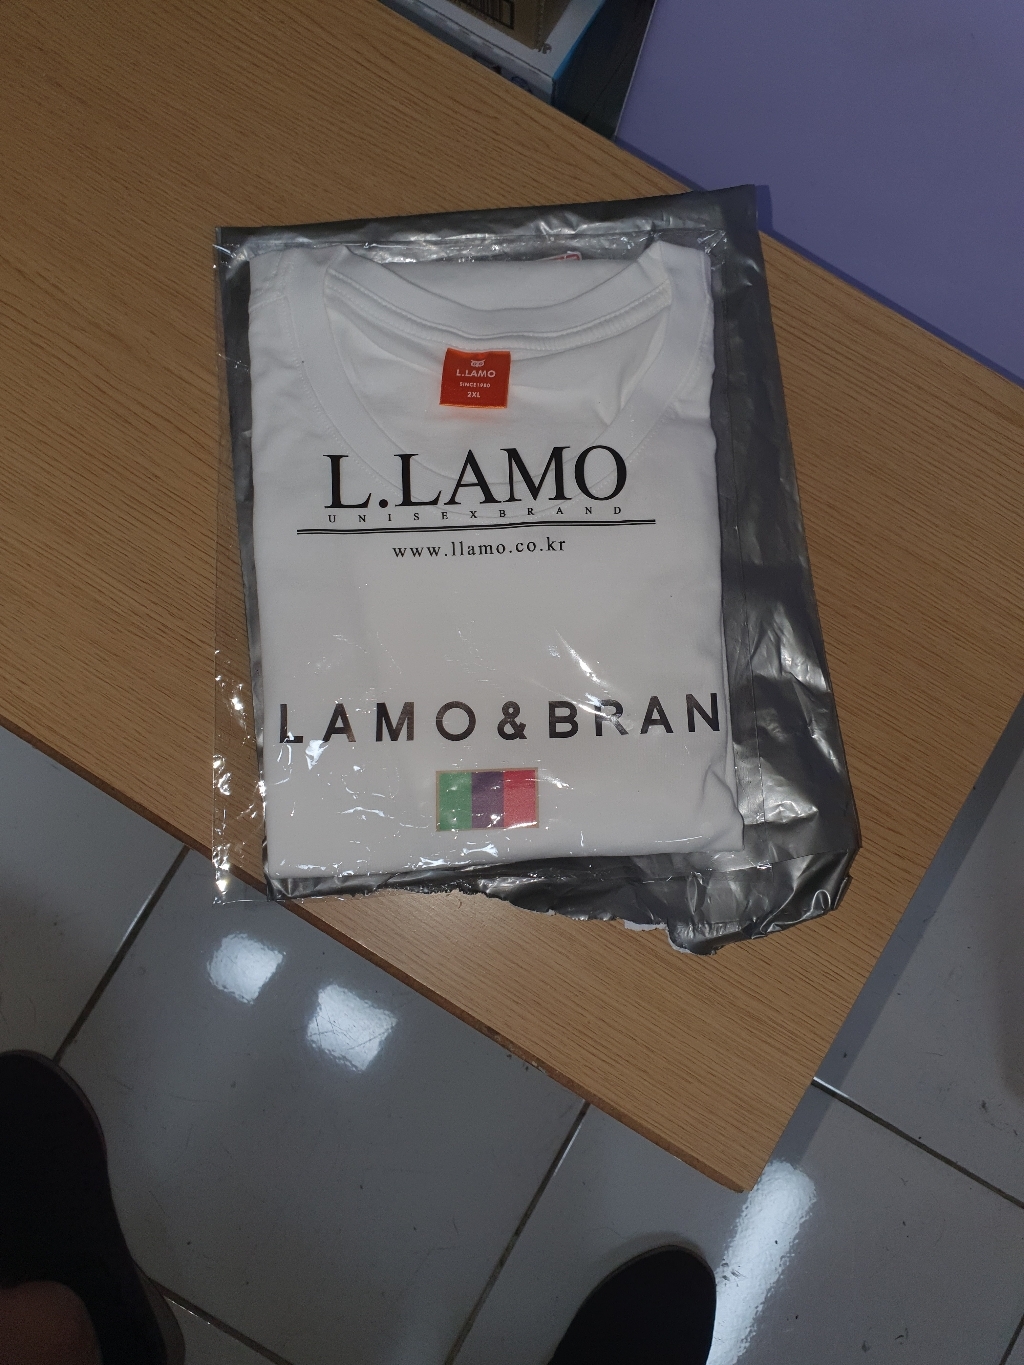 L.LAMO
SINCE1980
2XL
L.LAMO
UNISEXBRAND
www.llamo.co.kr
LAMO&BRAN